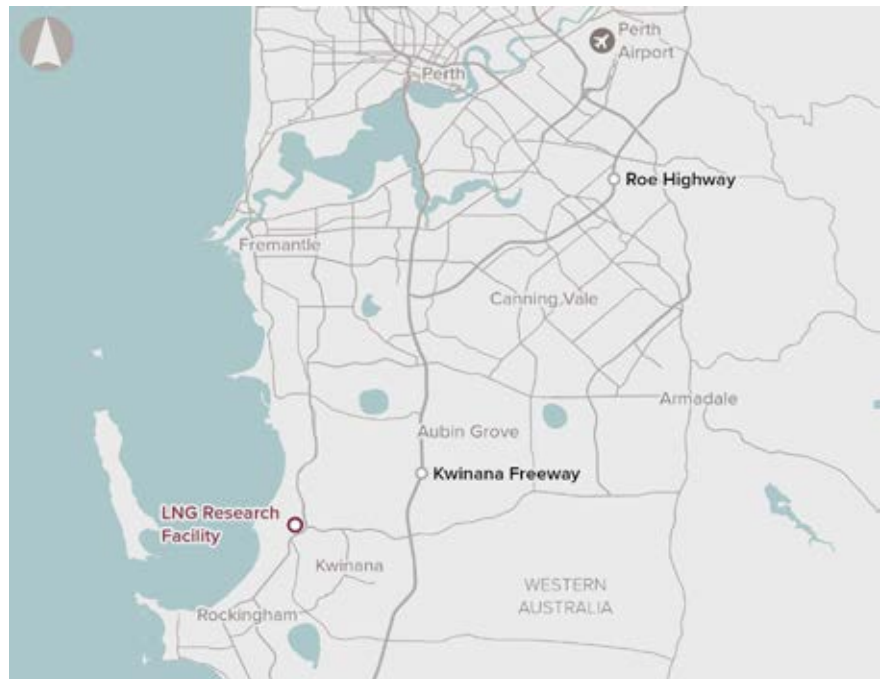 Perth
Airport
Perth
Roe Highway
Fremantle
Canning Vale
Armadale
Aubin Grove
Kwinana Freeway
LNG Research
Facility
Kwinana
WESTERN
AUSTRALIA
Rockingham